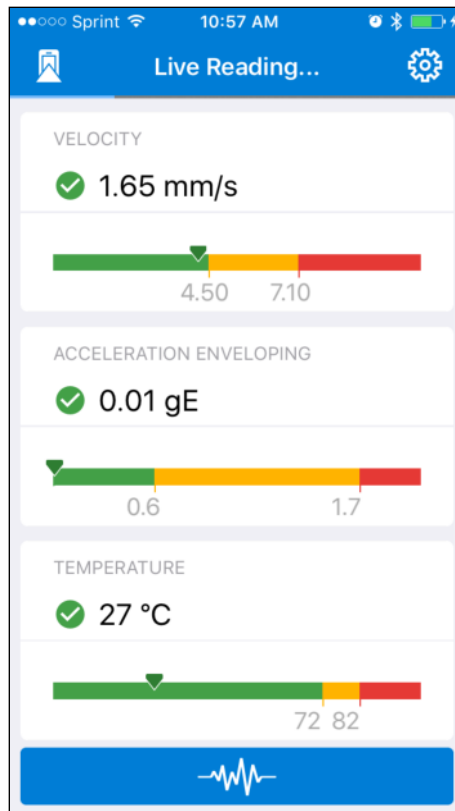 Sprint 10:57 AM
Live Reading...
VELOCITY
1.65 mm/s
4.50 7.10
ACCELERATION ENVELOPING
0.01 gE
0.6 1.7
TEMPERATURE
27 °C
72 82